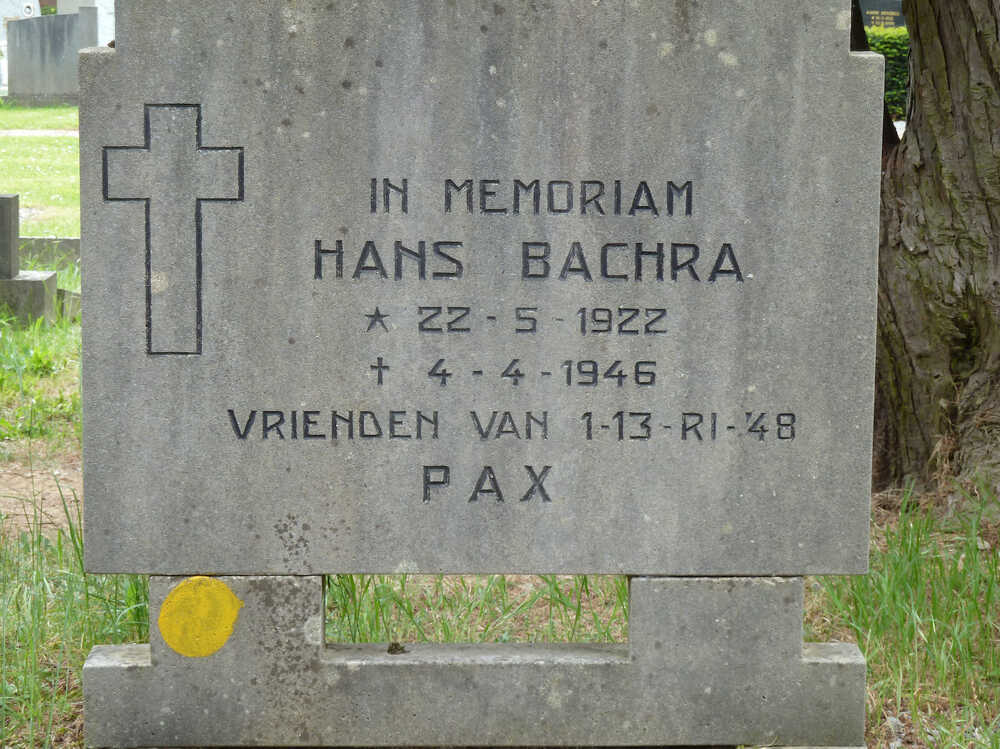 IN MEMORIAM
HANS BACHRA
★ 22-5-1922
† 4-4-1946
VRIENDEN VAN 1-13-RI-'48
PAX